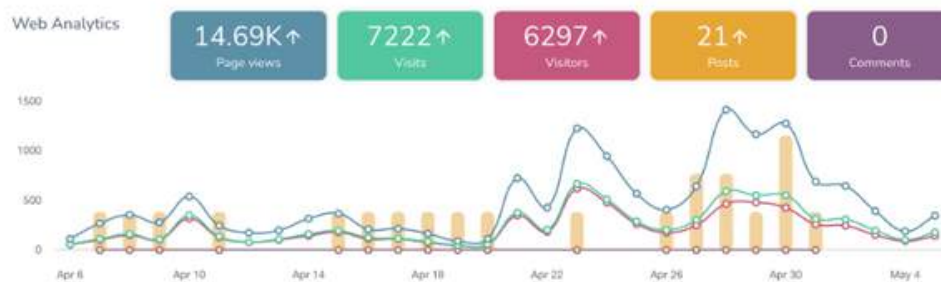 Web Analytics
14.69K↑
Page views
7222↑
Visits
6297↑
Visitors
21↑
Posts
0
Comments
1500
1000
500
0
Apr 6
Apr 10
Apr 14
Apr 18
Apr 22
Apr 26
Apr 30
May 4